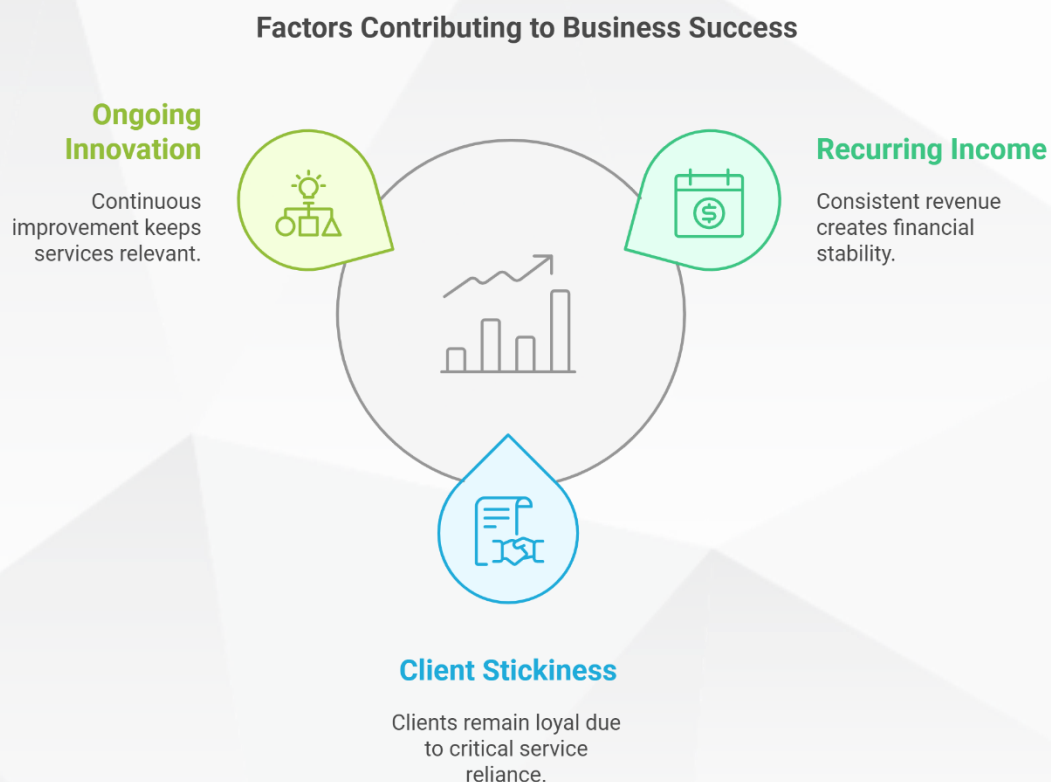 Factors Contributing to Business Success
Ongoing
Innovation
Continuous
improvement keeps
services relevant.
Recurring Income
Consistent revenue
creates financial
stability.
$
Client Stickiness
Clients remain loyal due
to critical service
reliance.